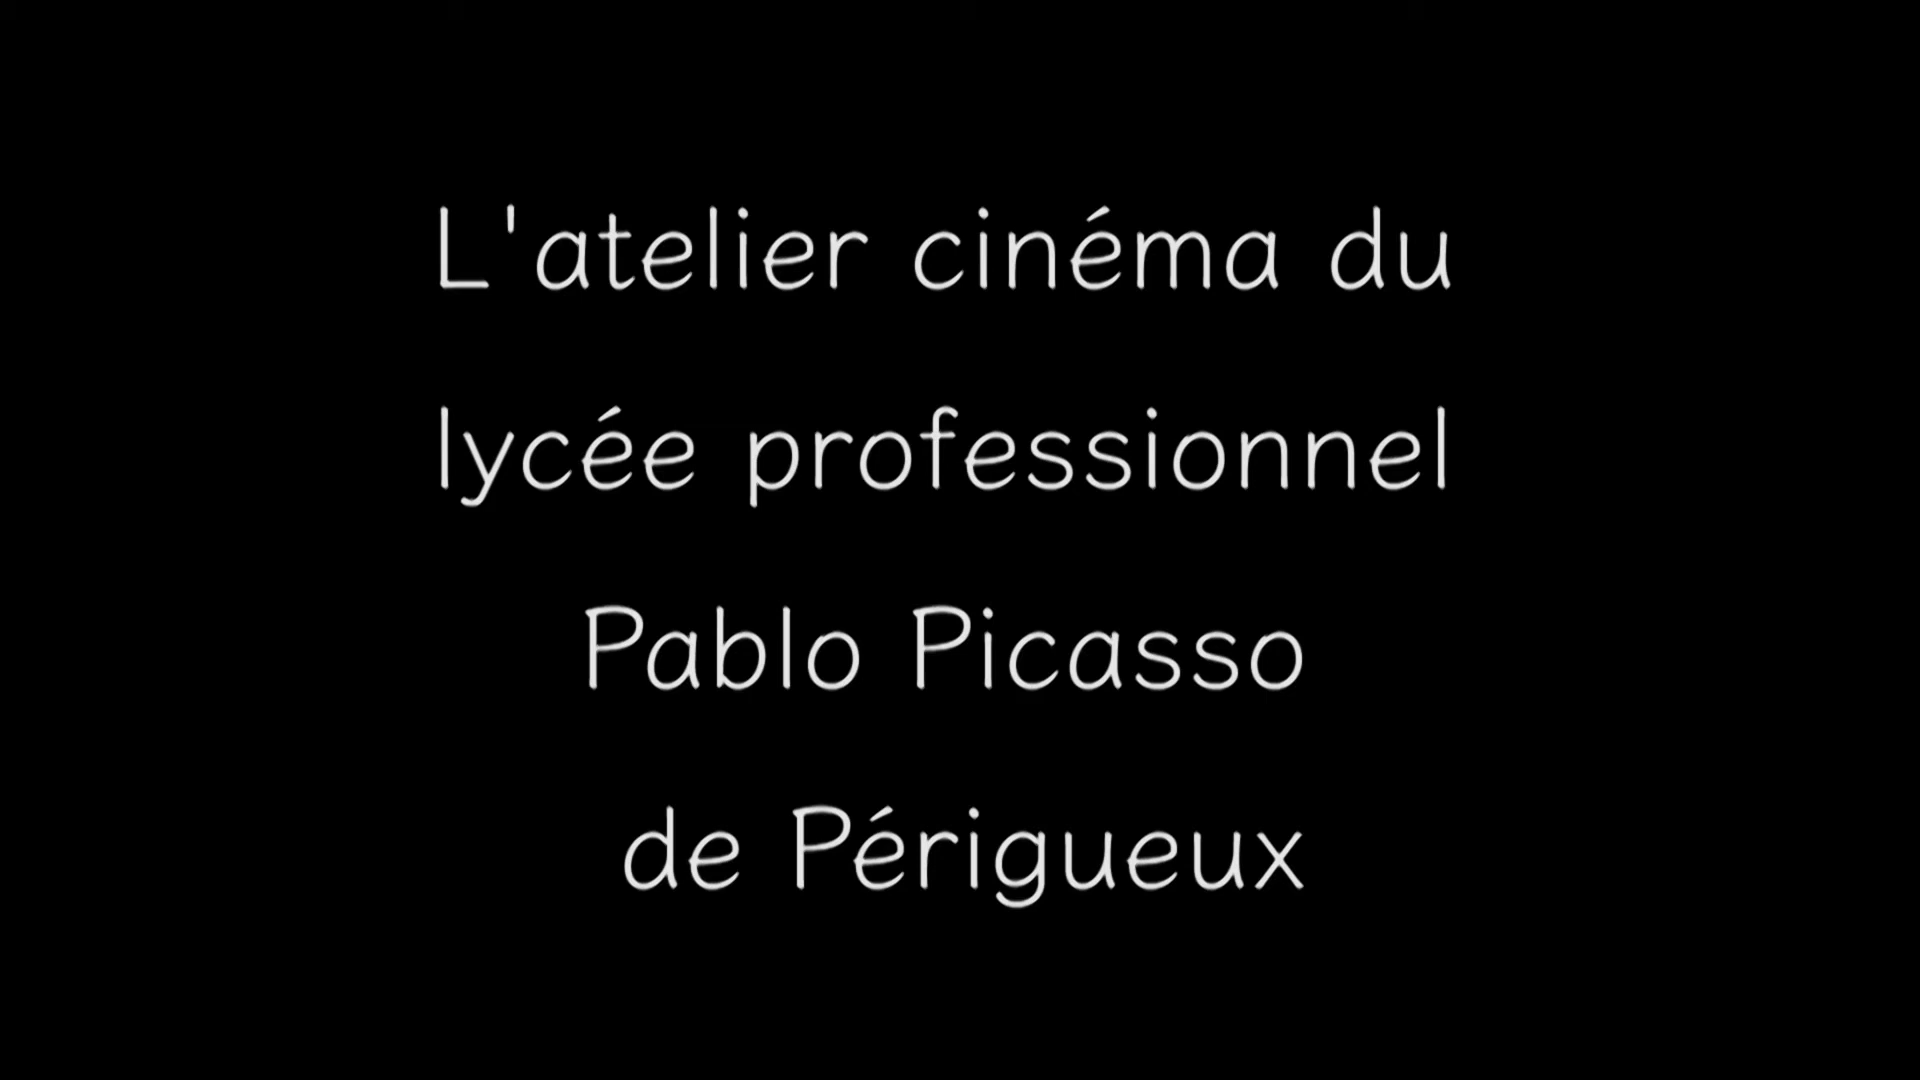 L'atelier cinéma du
lycée professionnel
Pablo Picasso
de Périgueux